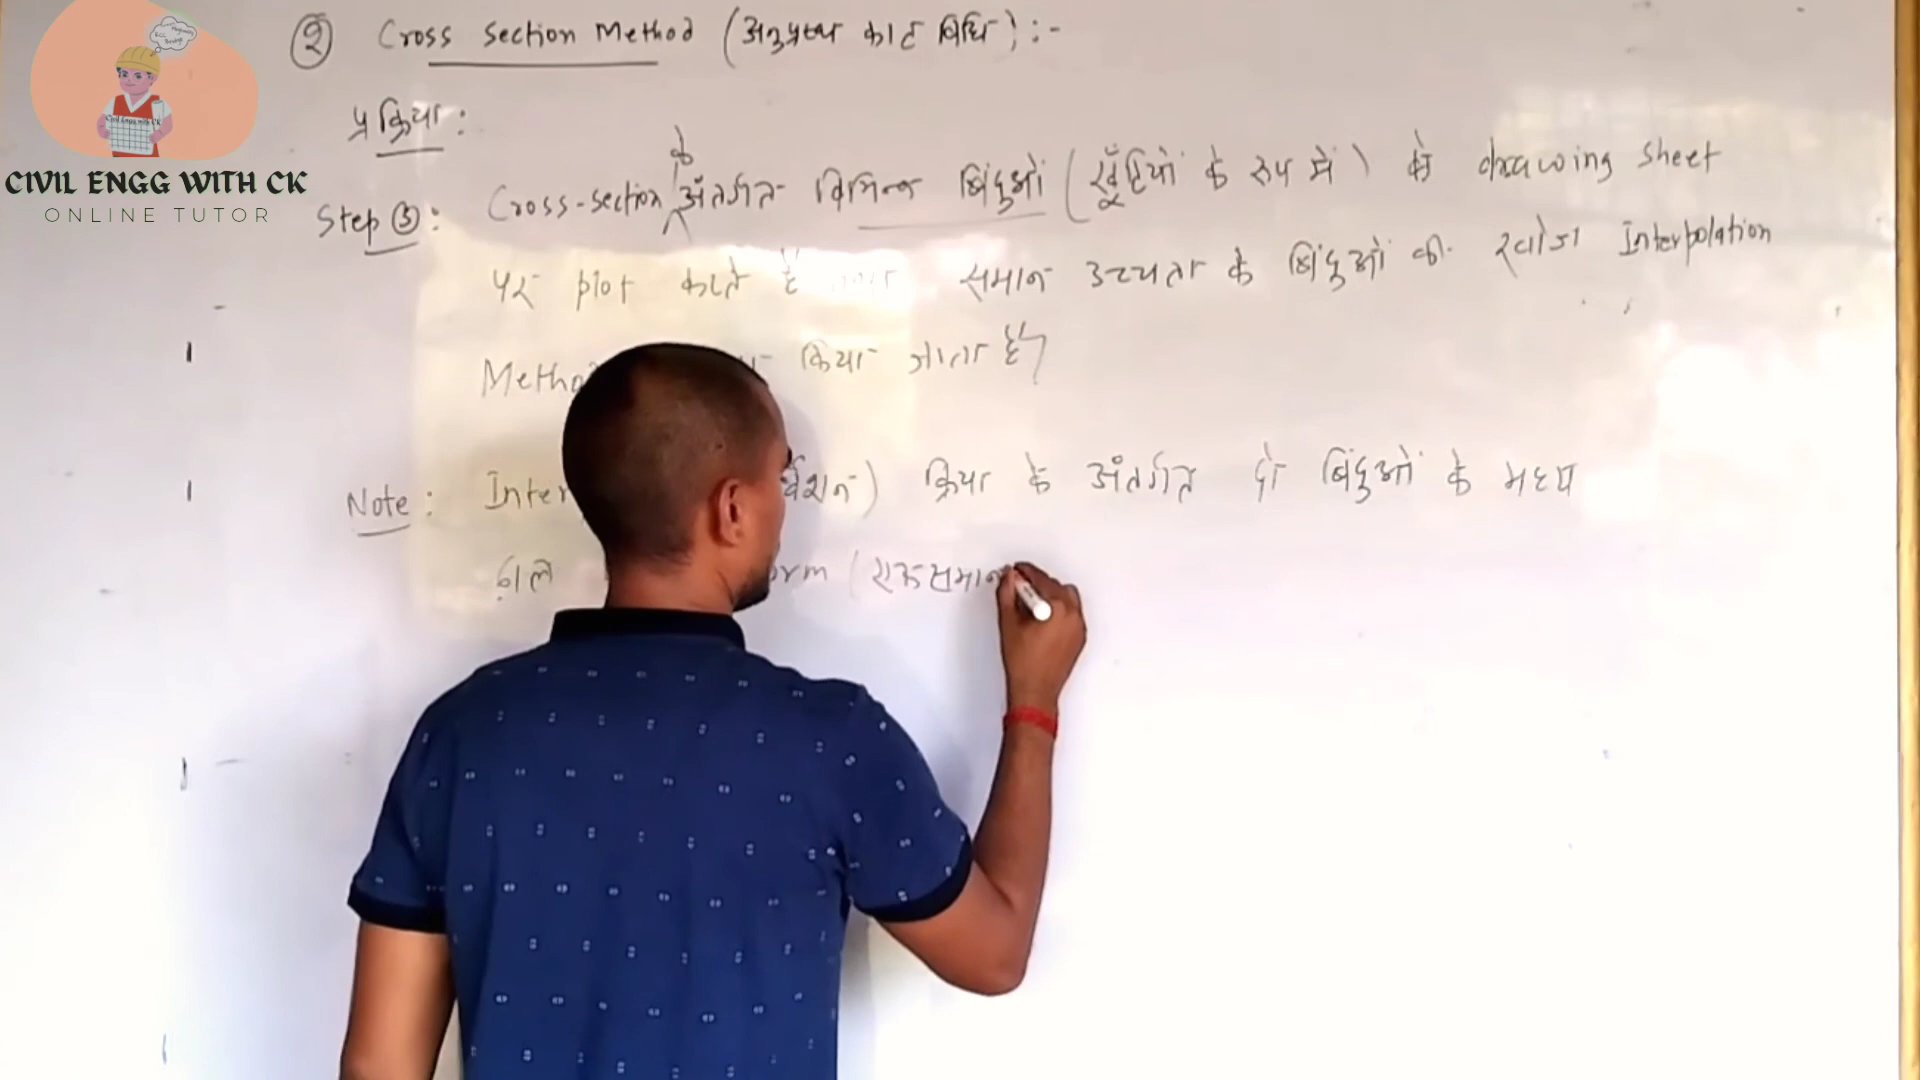 CIVIL ENGG WITH CK
ONLINE TUTOR
② Cross Section Method (अनुप्रस्थ काट विधि) :-
प्रक्रिया :
Step ③ : Cross-section के अंतर्गत विभिन्न बिंदुओं (खूँटियों के रूप में) को drawing sheet
पर plot करते है समान उच्चता के बिंदुओं की खोज Interpolation
किया जाता है।
Note : क्रिया के अंतर्गत दो बिंदुओं के मध्य
ढाल (एकसमान